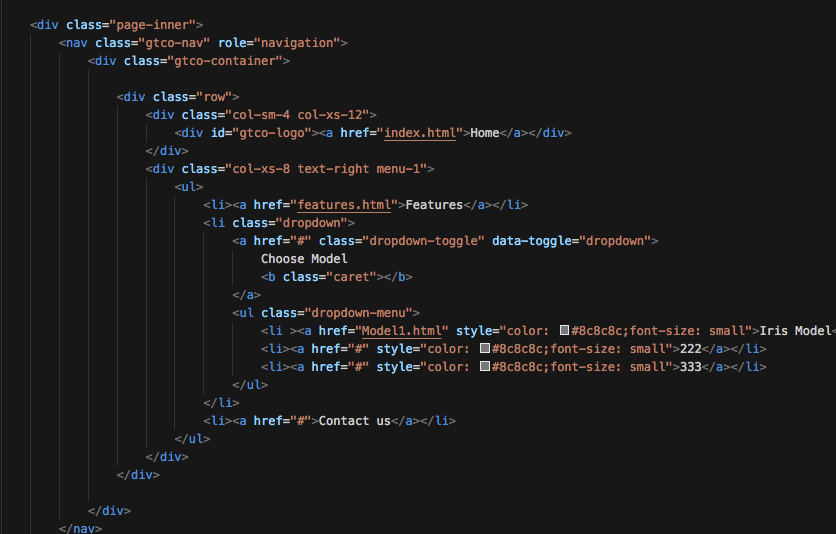 <div class="page-inner">
<nav class="gtco-nav" role="navigation">
<div class="gtco-container">
<div class="row">
<div class="col-sm-4 col-xs-12">
<div id="gtco-logo"><a href="index.html">Home</a></div>
</div>
<div class="col-xs-8 text-right menu-1">
<ul>
<li><a href="features.html">Features</a></li>
<li class="dropdown">
<a href="#" class="dropdown-toggle" data-toggle="dropdown">
Choose Model
<b class="caret"></b>
</a>
<ul class="dropdown-menu">
<li ><a href="Model1.html" style="color: #8c8c8c;font-size: small">Iris Model<
<li><a href="#" style="color: #8c8c8c;font-size: small">222</a></li>
<li><a href="#" style="color: #8c8c8c;font-size: small">333</a></li>
</ul>
</li>
<li><a href="#">Contact us</a></li>
</ul>
</div>
</div>
</div>
</nav>